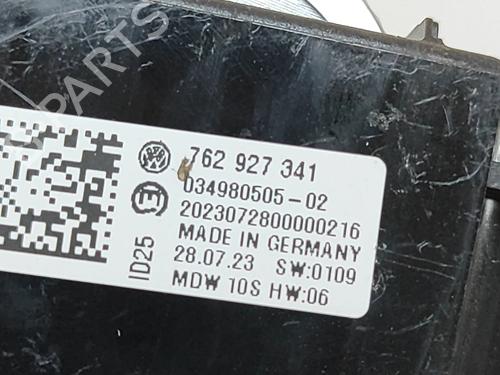 762 927 341
034980505-02
2023072800000216
MADE IN GERMANY
28.07.23 SW:0109
MDW 10S HW:06
ID25
PARTS